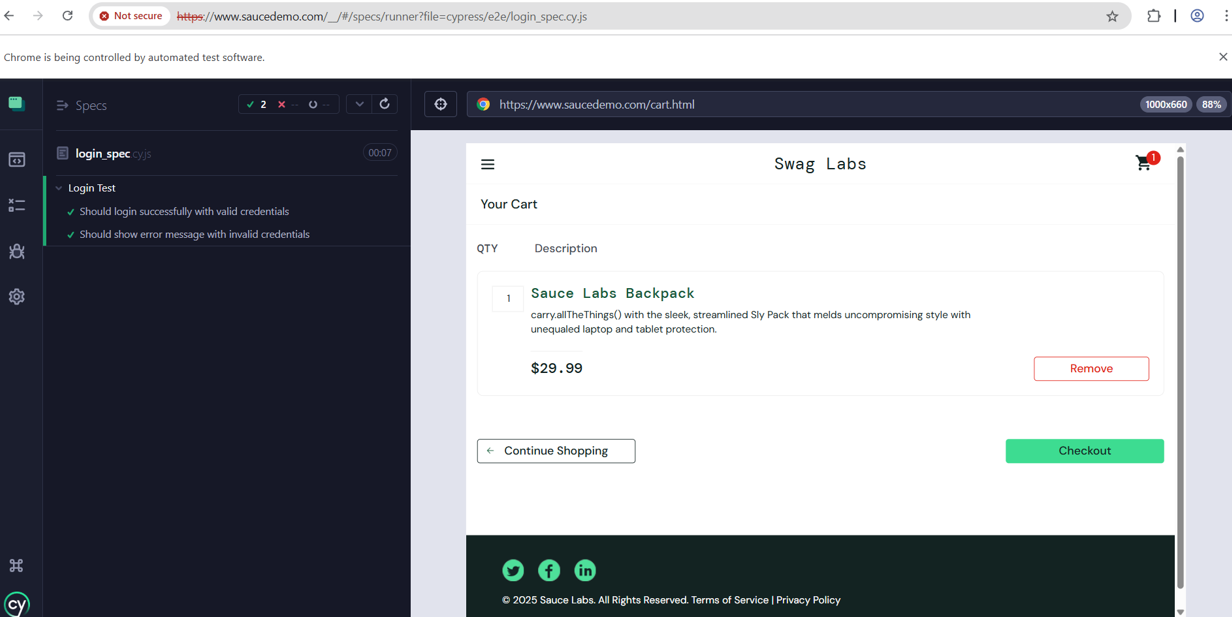 Not secure https://www.saucedemo.com/__/#/specs/runner?file=cypress/e2e/login_spec.cy.js
Chrome is being controlled by automated test software.
Specs 2 -- --
https://www.saucedemo.com/cart.html 1000x660 88%
login_spec.cy.js 00:07
Login Test
Should login successfully with valid credentials
Should show error message with invalid credentials
Swag Labs 1
Your Cart
QTY Description
1 Sauce Labs Backpack
carry.allTheThings() with the sleek, streamlined Sly Pack that melds uncompromising style with
unequaled laptop and tablet protection.
$29.99 Remove
Continue Shopping Checkout
© 2025 Sauce Labs. All Rights Reserved. Terms of Service | Privacy Policy
cy